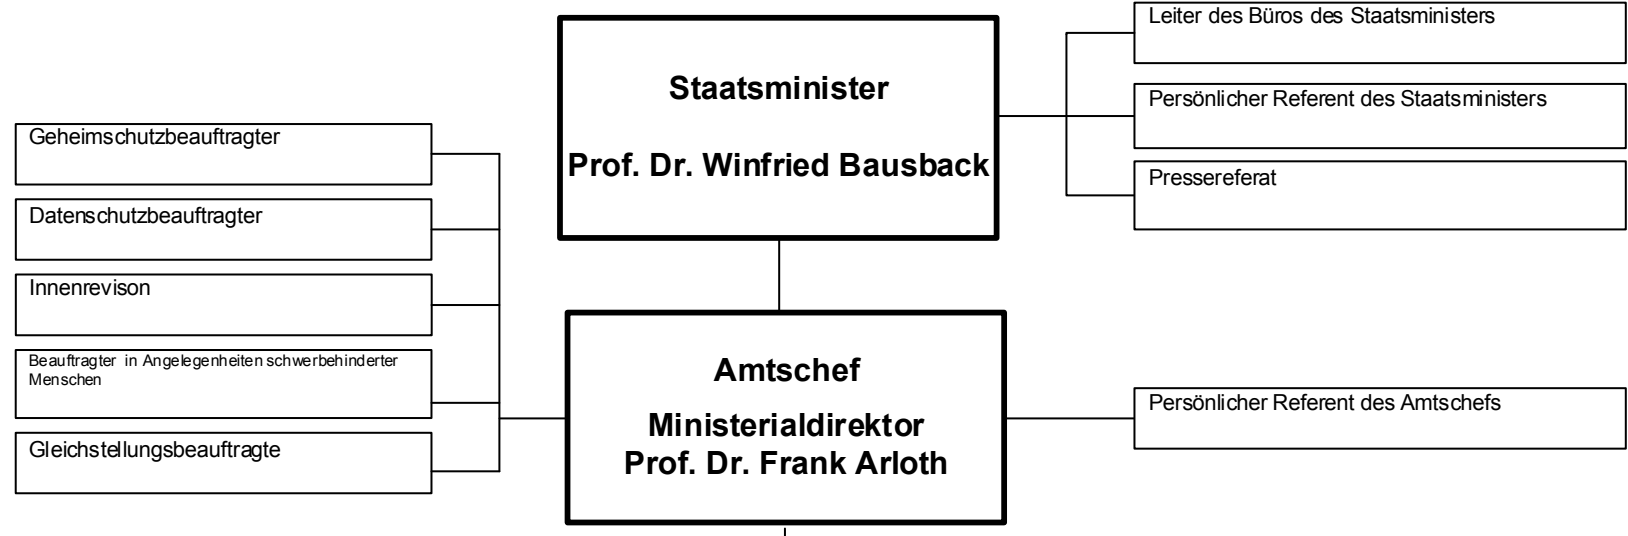 Leiter des Büros des Staatsministers
Staatsminister
Prof. Dr. Winfried Bausback
Persönlicher Referent des Staatsministers
Pressereferat
Geheimschutzbeauftragter
Datenschutzbeauftragter
Innenrevison
Beauftragter in Angelegenheiten schwerbehinderter
Menschen
Gleichstellungsbeauftragte
Amtschef
Ministerialdirektor
Prof. Dr. Frank Arloth
Persönlicher Referent des Amtschefs